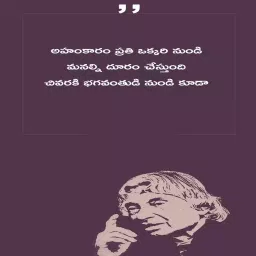 అహంకారం ప్రతి ఒక్కరి నుండి
మనల్ని దూరం చేస్తుంది
చివరకి భగవంతుడి నుండి కూడా